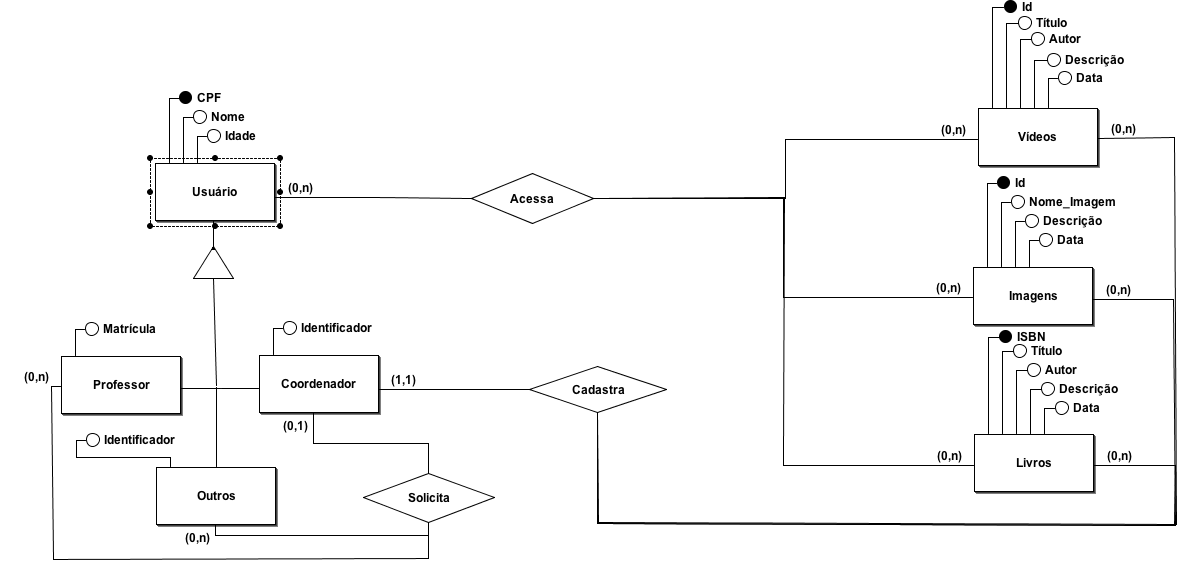 CPF
Nome
Idade
Usuário
(0,n)
Acessa
Id
Título
Autor
Descrição
Data
(0,n)
Vídeos
(0,n)
Id
Nome_Imagem
Descrição
Data
(0,n)
Imagens
(0,n)
ISBN
Título
Autor
Descrição
Data
(0,n)
Livros
(0,n)
Matrícula
(0,n)
Professor
Identificador
Coordenador
(1,1)
(0,1)
Cadastra
Identificador
Outros
(0,n)
Solicita